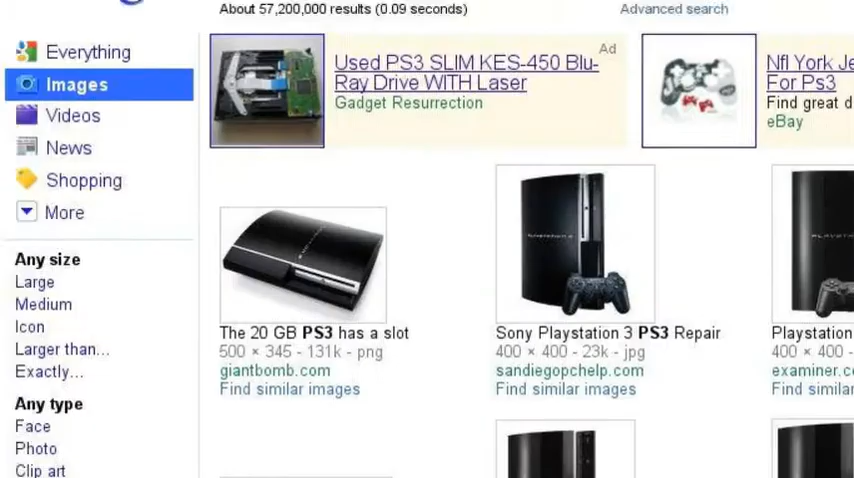 About 57,200,000 results (0.09 seconds)
Advanced search
Everything
Images
Videos
News
Shopping
More
Any size
Large
Medium
Icon
Larger than...
Exactly...
Any type
Face
Photo
Clip art
Used PS3 SLIM KES-450 Blu-
Ray Drive WITH Laser
Gadget Resurrection
Ad
Nfl York Je
For Ps3
Find great d
eBay
The 20 GB PS3 has a slot
500 × 345 - 131k - png
giantbomb.com
Find similar images
Sony Playstation 3 PS3 Repair
400 × 400 - 23k - jpg
sandiegopchelp.com
Find similar images
Playstation
400 × 400 -
examiner.c
Find similar